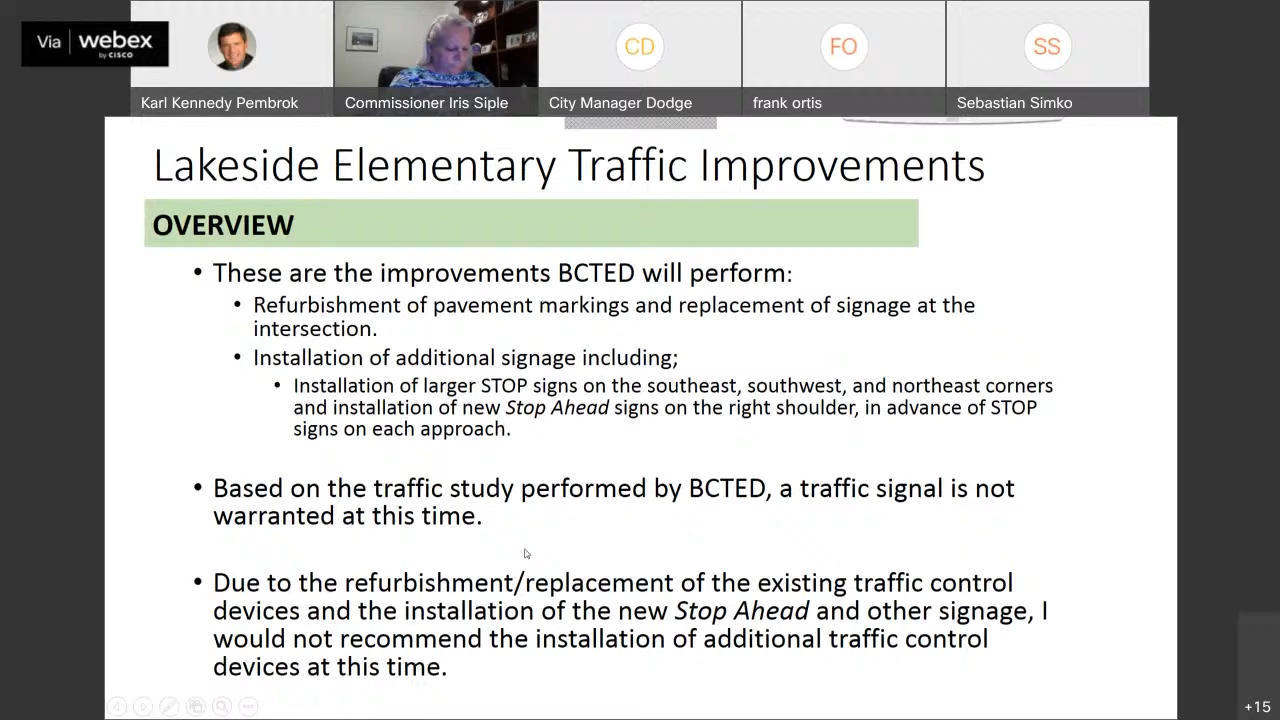 Via webex
by CISCO
CD
FO
SS
Karl Kennedy Pembrok
Commissioner Iris Siple
City Manager Dodge
frank ortis
Sebastian Simko
Lakeside Elementary Traffic Improvements
OVERVIEW
• These are the improvements BCTED will perform:
• Refurbishment of pavement markings and replacement of signage at the
intersection.
• Installation of additional signage including;
• Installation of larger STOP signs on the southeast, southwest, and northeast corners
and installation of new Stop Ahead signs on the right shoulder, in advance of STOP
signs on each approach.
• Based on the traffic study performed by BCTED, a traffic signal is not
warranted at this time.
• Due to the refurbishment/replacement of the existing traffic control
devices and the installation of the new Stop Ahead and other signage, I
would not recommend the installation of additional traffic control
devices at this time.
+15